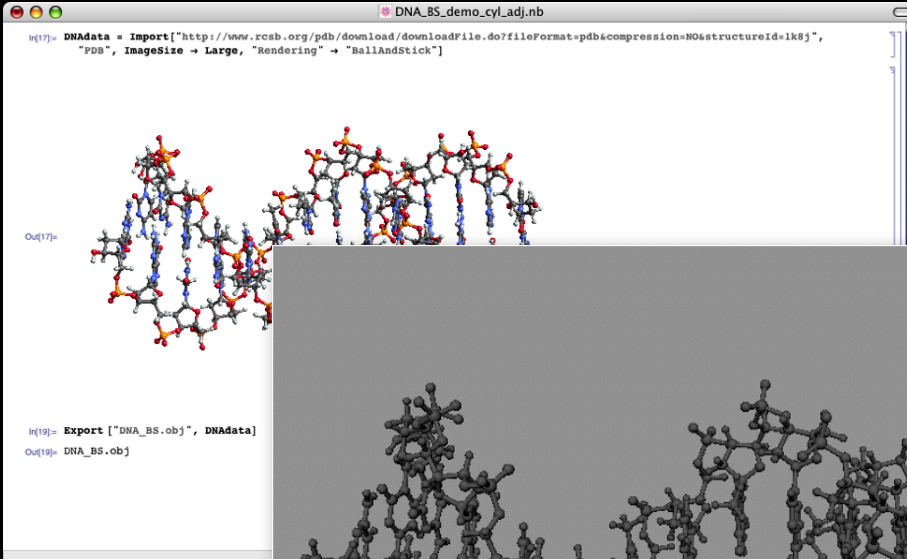 DNA_BS_demo_cyl_adj.nb
In[17]:= DNAdata = Import["http://www.rcsb.org/pdb/download/downloadFile.do?fileFormat=pdb&compression=NO&structureId=1k8j",
"PDB", ImageSize → Large, "Rendering" → "BallAndStick"]
Out[17]=
In[19]:= Export ["DNA_BS.obj", DNAdata]
Out[19]= DNA_BS.obj